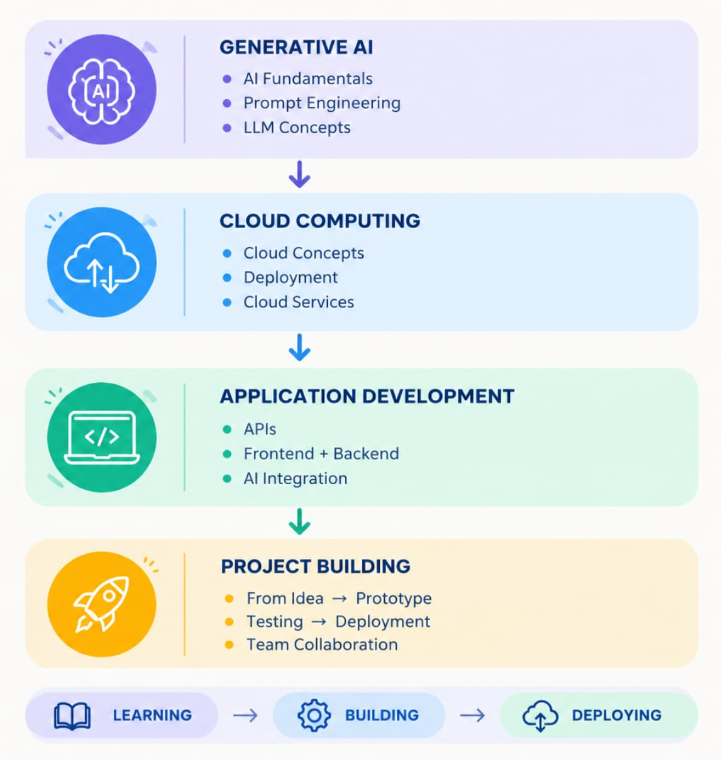 AI
GENERATIVE AI
AI Fundamentals
Prompt Engineering
LLM Concepts
CLOUD COMPUTING
Cloud Concepts
Deployment
Cloud Services
</>
APPLICATION DEVELOPMENT
APIs
Frontend + Backend
AI Integration
PROJECT BUILDING
From Idea → Prototype
Testing → Deployment
Team Collaboration
LEARNING → BUILDING → DEPLOYING